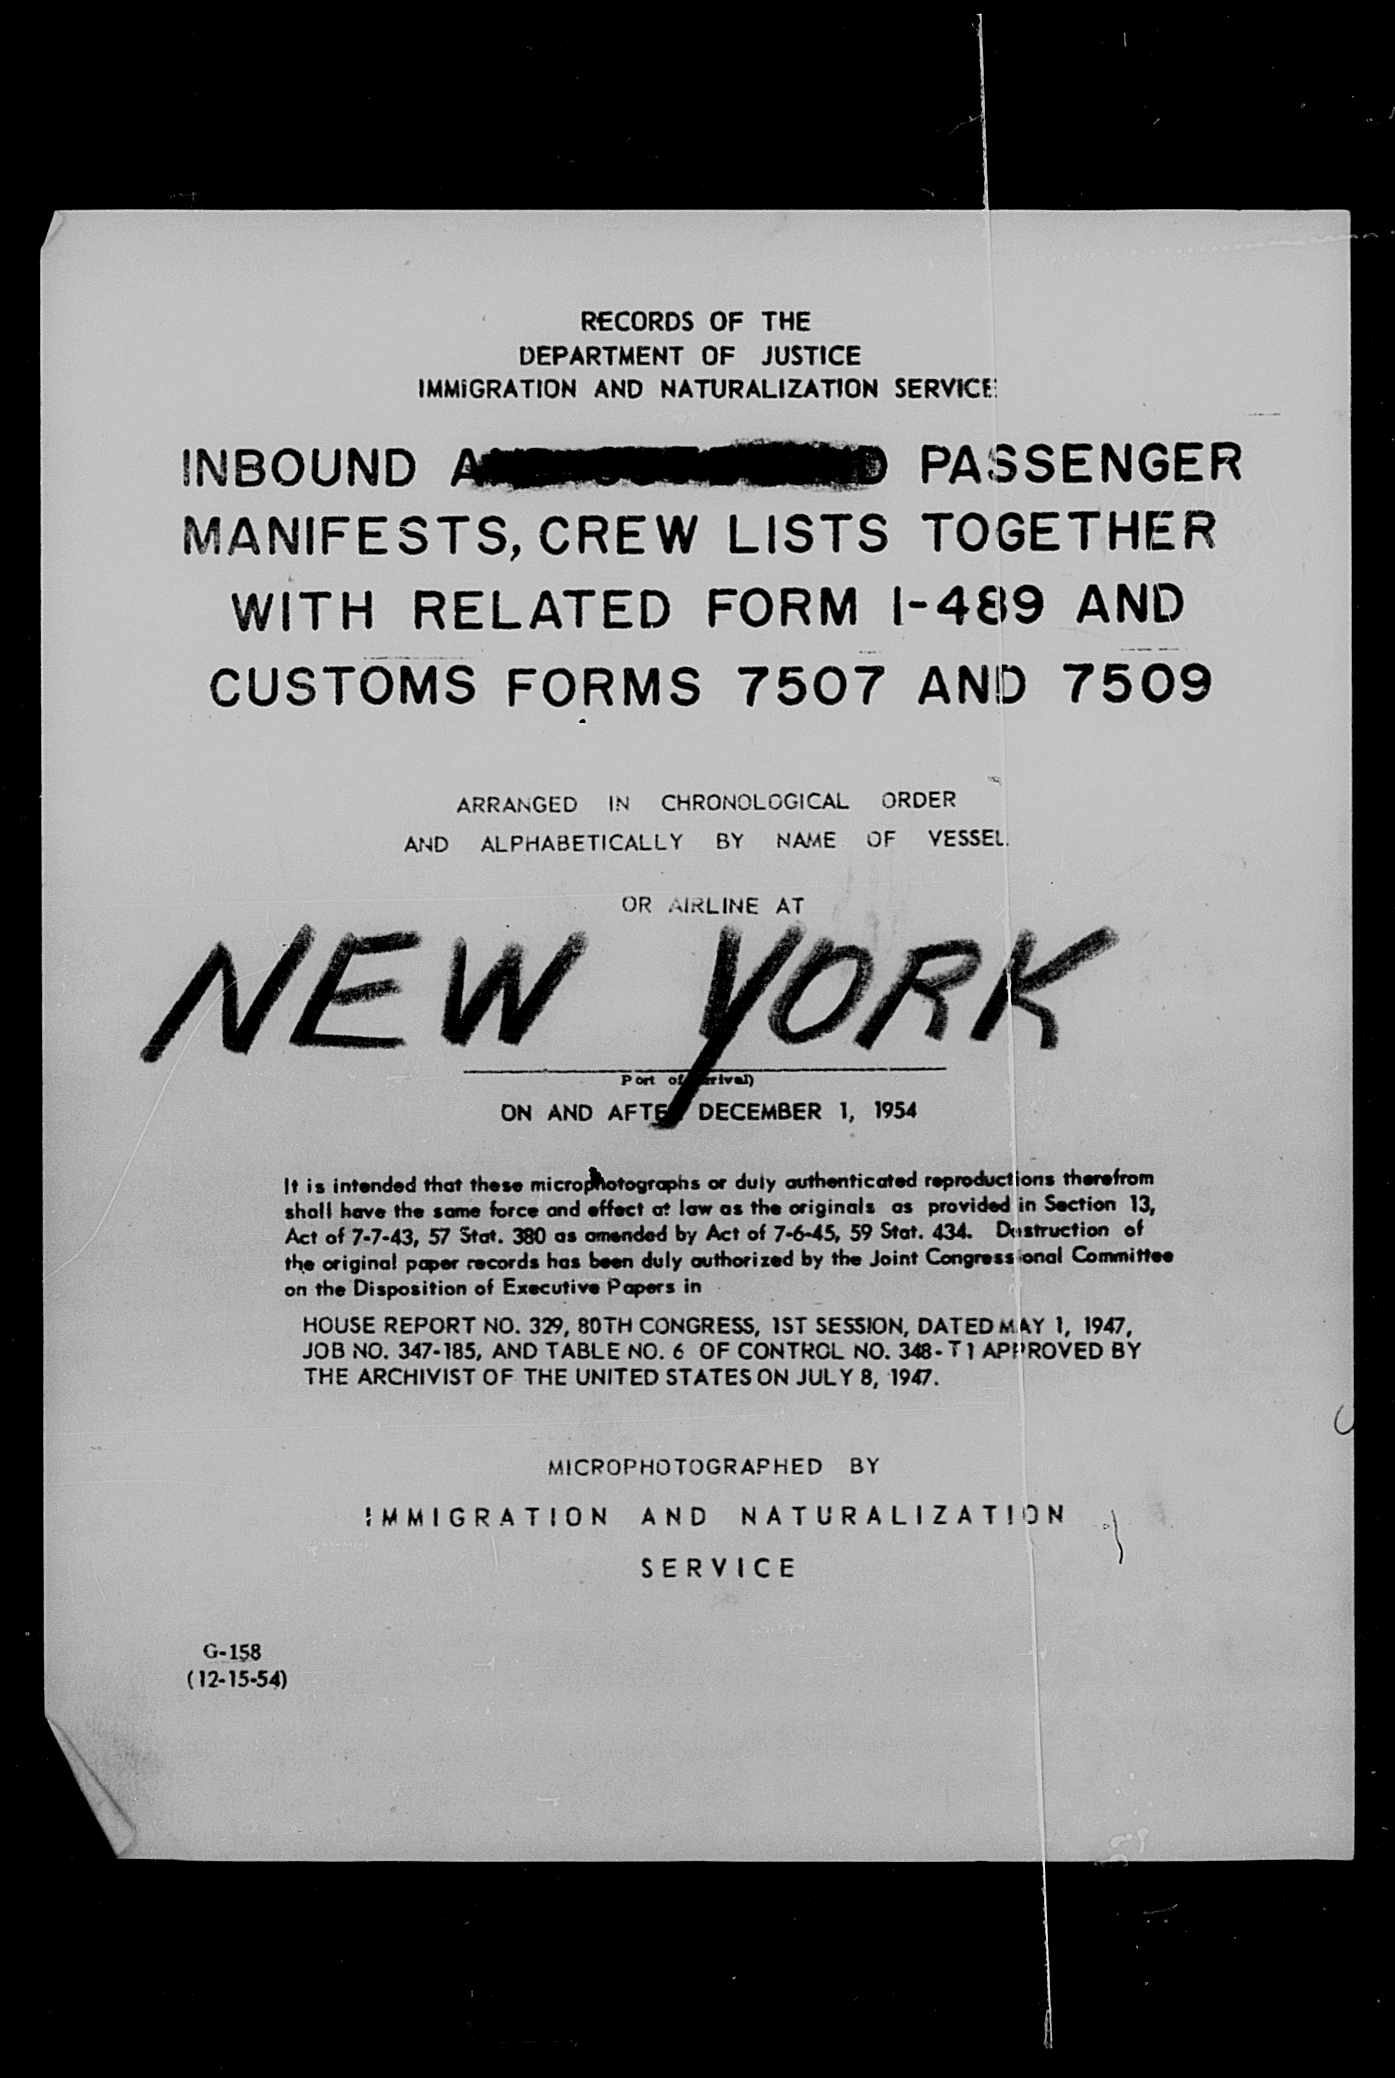 RECORDS OF THE
DEPARTMENT OF JUSTICE
IMMIGRATION AND NATURALIZATION SERVICE
INBOUND PASSENGER
MANIFESTS, CREW LISTS TOGETHER
WITH RELATED FORM I-489 AND
CUSTOMS FORMS 7507 AND 7509
ARRANGED IN CHRONOLOGICAL ORDER
AND ALPHABETICALLY BY NAME OF VESSEL
OR AIRLINE AT
NEW YORK
Port of
ON AND AFTER DECEMBER 1, 1954
It is intended that these microphotographs or duly authenticated reproductions therefrom
shall have the same force and effect at law as the originals as provided in Section 13,
Act of 7-7-43, 57 Stat. 380 as amended by Act of 7-6-45, 59 Stat. 434. Destruction of
the original paper records has been duly authorized by the Joint Congressional Committee
on the Disposition of Executive Papers in
HOUSE REPORT NO. 329, 80TH CONGRESS, 1ST SESSION, DATED MAY 1, 1947,
JOB NO. 347-185, AND TABLE NO. 6 OF CONTROL NO. 348-T1 APPROVED BY
THE ARCHIVIST OF THE UNITED STATES ON JULY 8, 1947.
MICROPHOTOGRAPHED BY
IMMIGRATION AND NATURALIZATION
SERVICE
G-158
(12-15-54)